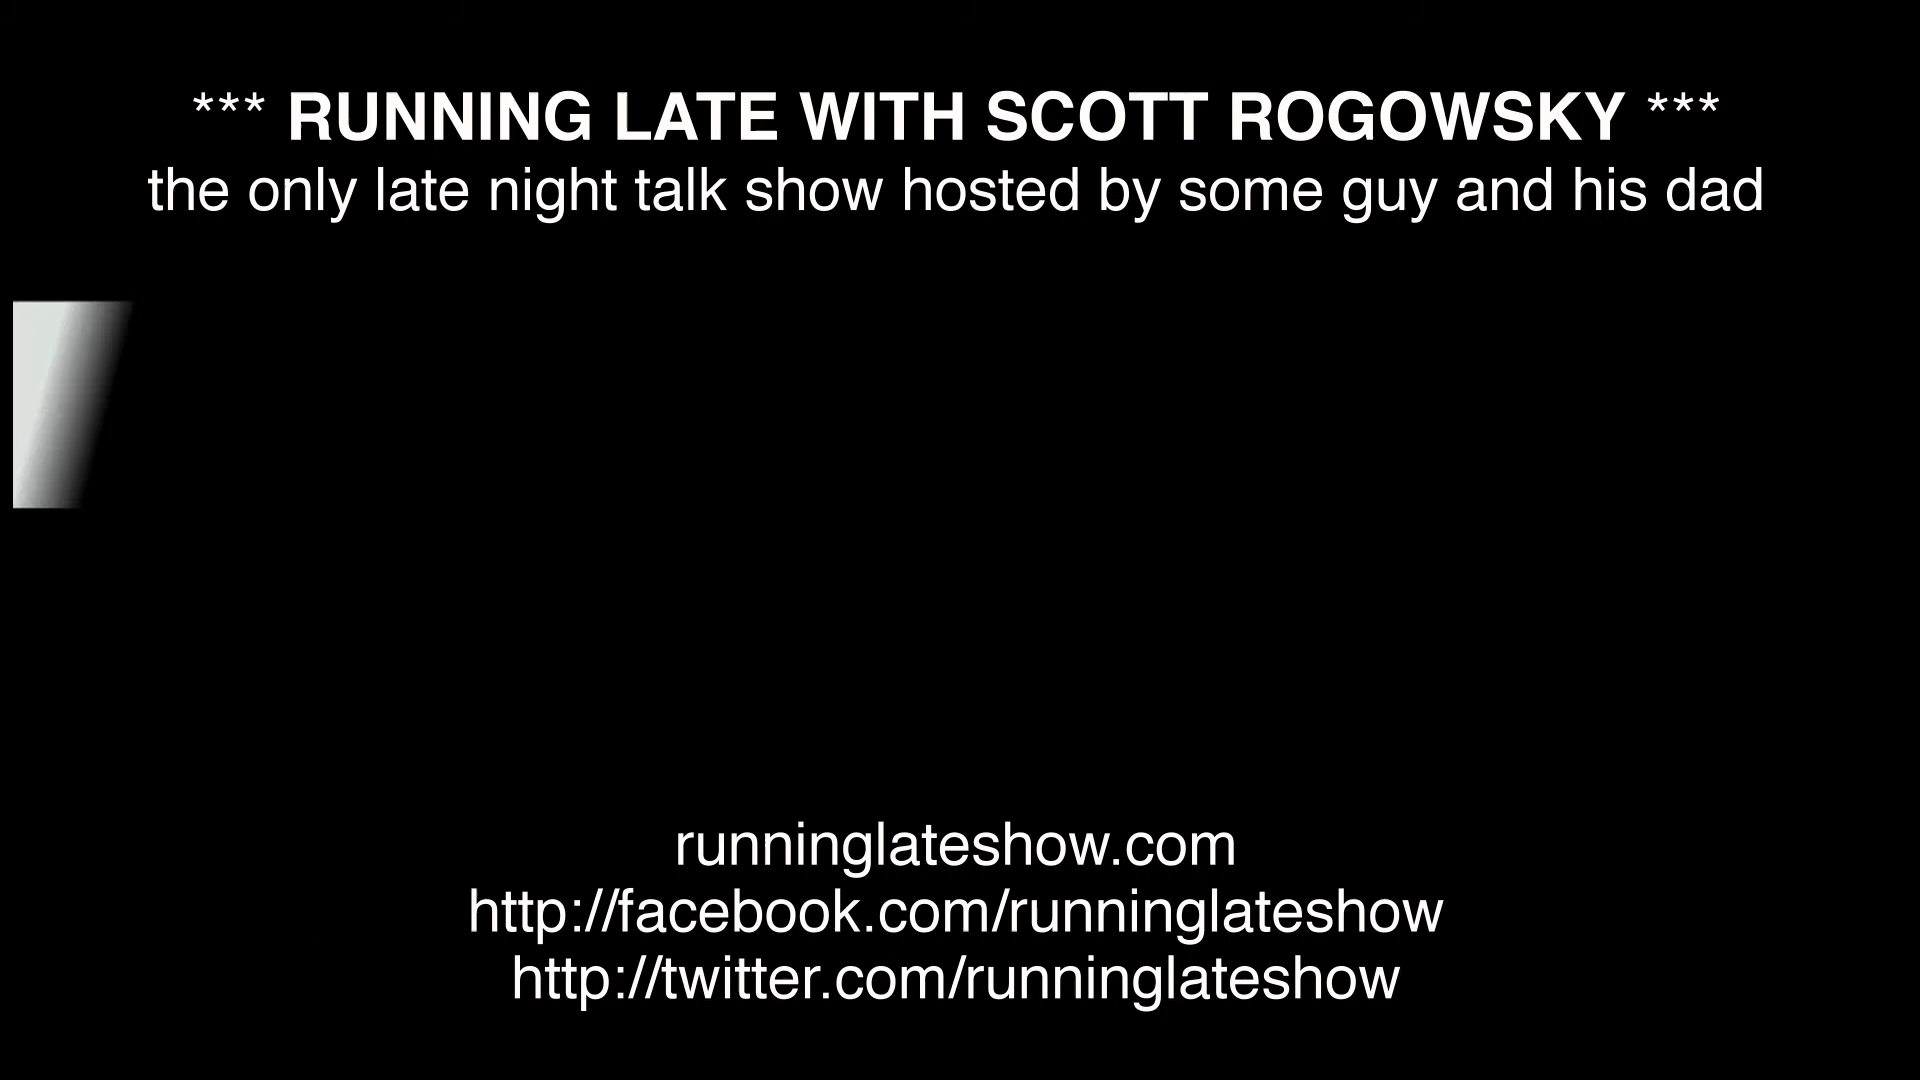 *** RUNNING LATE WITH SCOTT ROGOWSKY ***
the only late night talk show hosted by some guy and his dad
runninglateshow.com
http://facebook.com/runninglateshow
http://twitter.com/runninglateshow